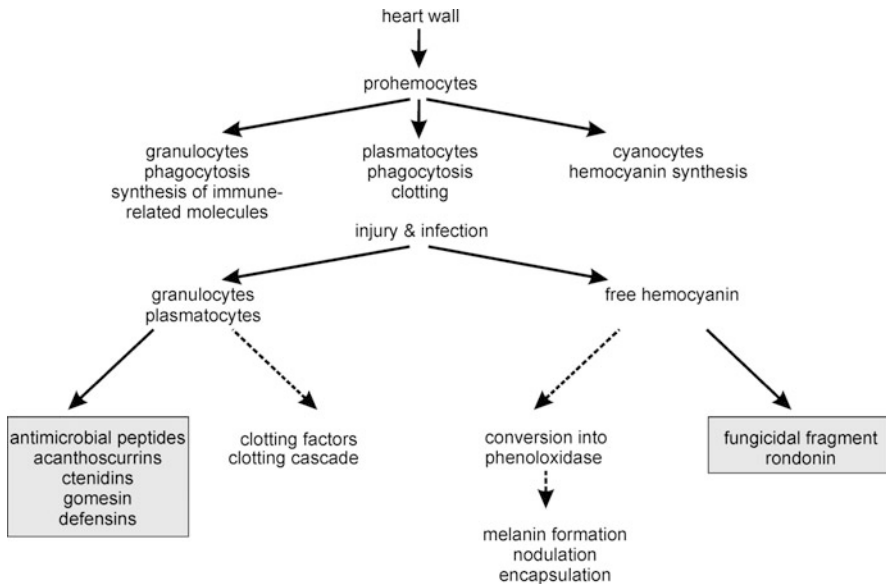 heart wall
prohemocytes
granulocytes
phagocytosis
synthesis of immune-
related molecules
plasmatocytes
phagocytosis
clotting
cyanocytes
hemocyanin synthesis
injury & infection
granulocytes
plasmatocytes
free hemocyanin
antimicrobial peptides
acanthoscurrins
ctenidins
gomesin
defensins
clotting factors
clotting cascade
conversion into
phenoloxidase
fungicidal fragment
rondonin
melanin formation
nodulation
encapsulation